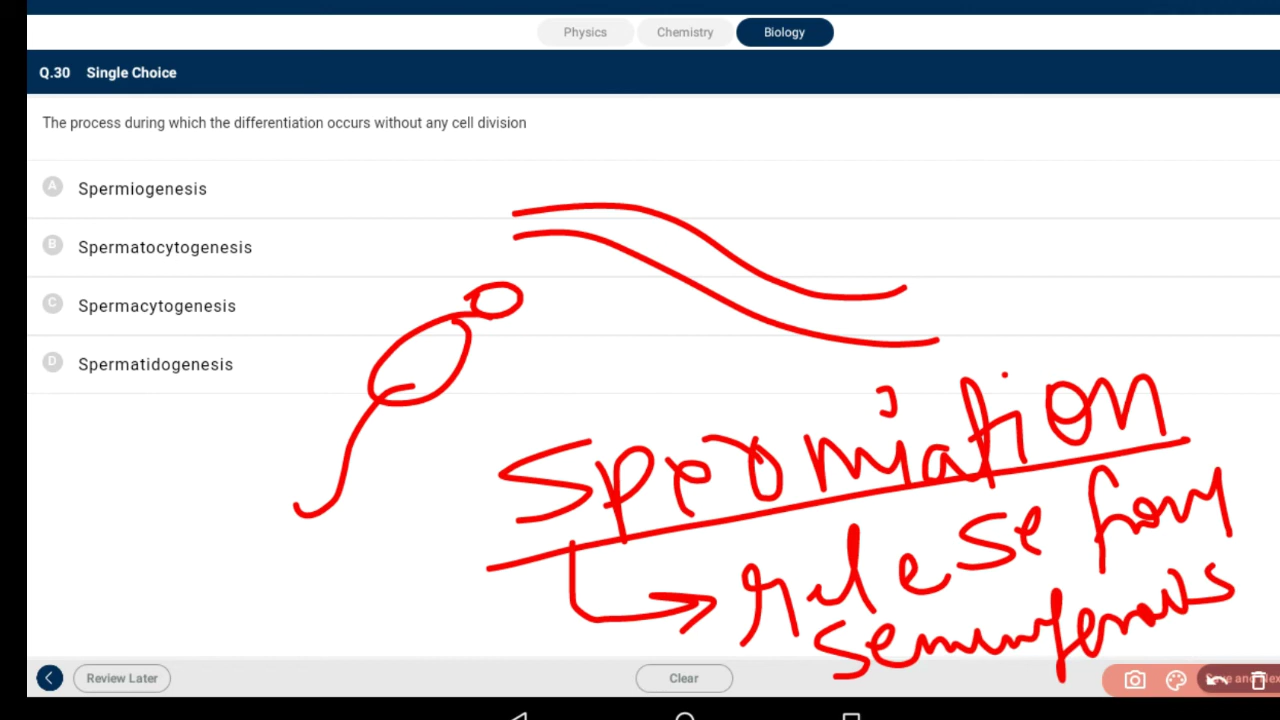 Physics Chemistry Biology
Q.30 Single Choice
The process during which the differentiation occurs without any cell division
A Spermiogenesis
B Spermatocytogenesis
C Spermacytogenesis
D Spermatidogenesis
Spermiation
relese from
Review Later Clear